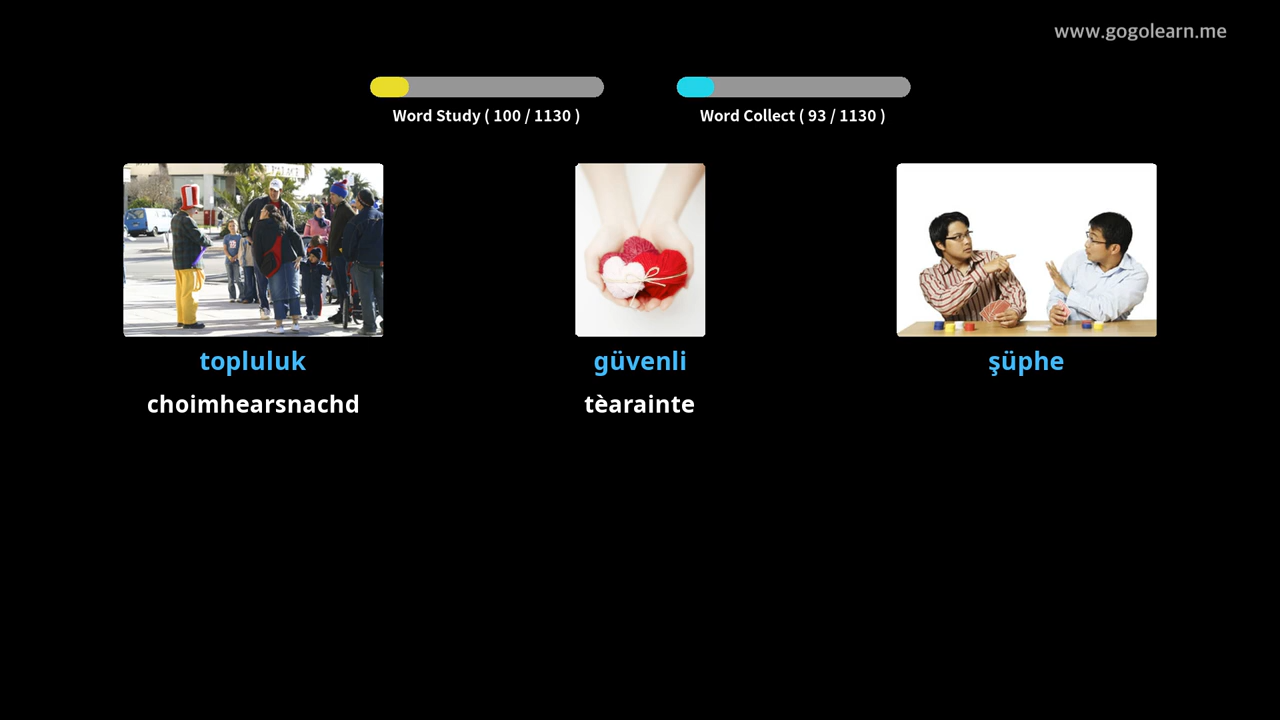 www.gogolearn.me
Word Study ( 100 / 1130 )
Word Collect ( 93 / 1130 )
topluluk
güvenli
şüphe
choimhearsnachd
tèarainte